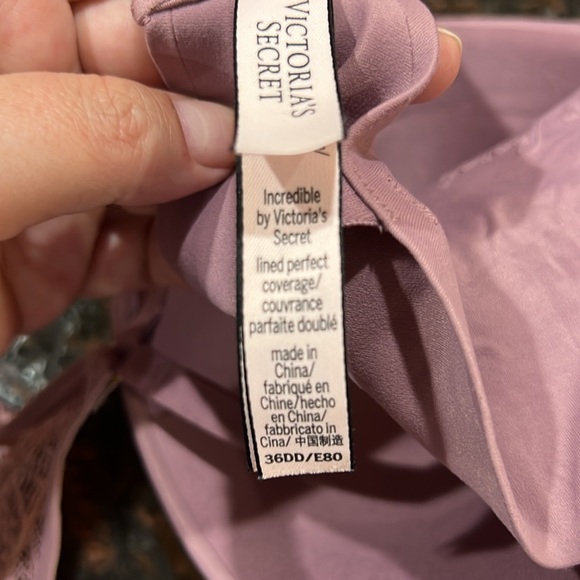 VICTORIA'S
SECRET
Incredible
by Victoria's
Secret
lined perfect
coverage/
couvrance
parfaite doublé
made in
China/
fabriqué en
Chine/hecho
en China/
fabbricato in
Cina/ 中国制造
36DD/E80